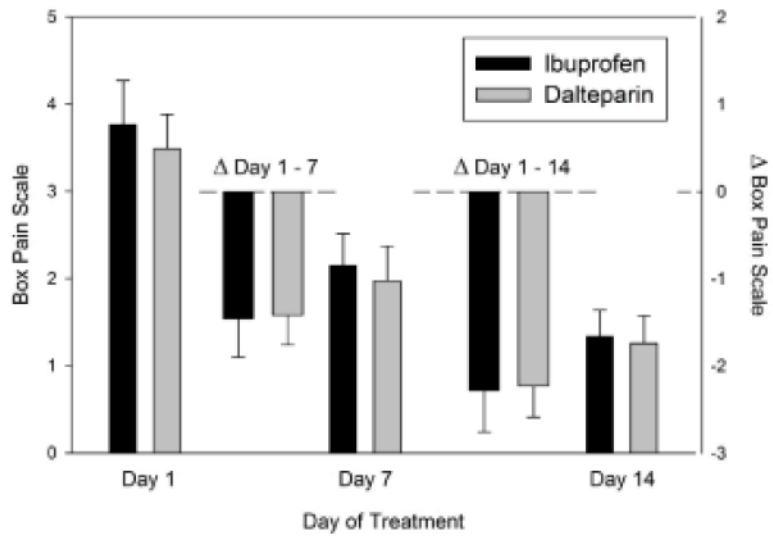 5
4
3
2
1
0
Box Pain Scale
Ibuprofen
Dalteparin
Δ Day 1 - 7
Δ Day 1 - 14
2
1
0
-1
-2
-3
Δ Box Pain Scale
Day 1
Day 7
Day 14
Day of Treatment